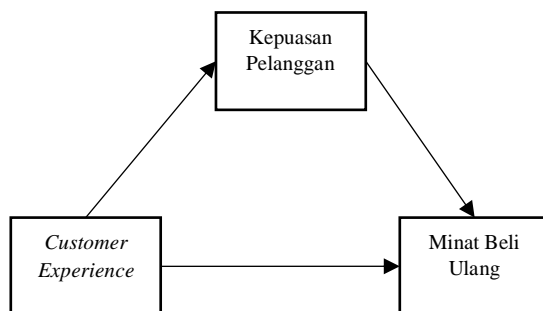 Kepuasan
Pelanggan
Customer
Experience
Minat Beli
Ulang